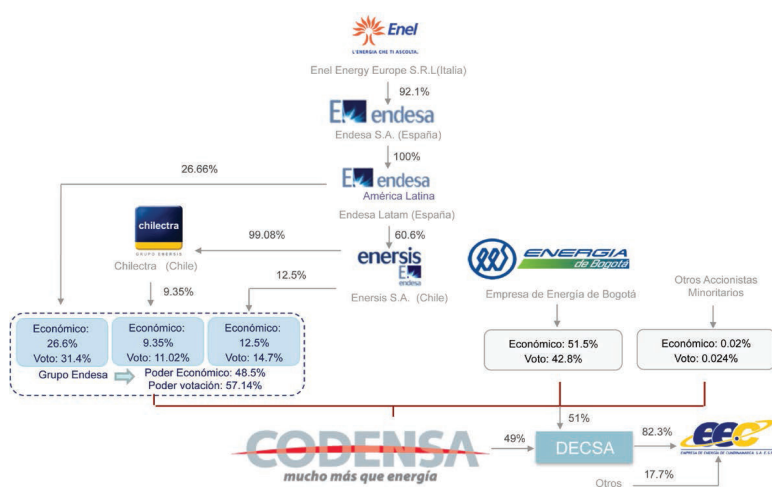 Enel
L'ENERGIA CHE TI ASCOLTA.
Enel Energy Europe S.R.L(Italia)
92.1%
endesa
Endesa S.A. (España)
100%
26.66%
endesa
América Latina
Endesa Latam (España)
chilectra
GRUPO ENERSIS
Chilectra (Chile)
99.08%
60.6%
enersis
endesa
Enersis S.A. (Chile)
9.35%
12.5%
ENERGIA
de Bogotá
Empresa de Energía de Bogotá
Otros Accionistas
Minoritarios
Económico:
26.6%
Voto: 31.4%
Económico:
9.35%
Voto: 11.02%
Económico:
12.5%
Voto: 14.7%
Grupo Endesa
Poder Económico: 48.5%
Poder votación: 57.14%
Económico: 51.5%
Voto: 42.8%
Económico: 0.02%
Voto: 0.024%
CODENSA
mucho más que energía
49%
51%
DECSA
82.3%
EEC
EMPRESA DE ENERGÍA DE CUNDINAMARCA S.A. E.S.P.
Otros
17.7%